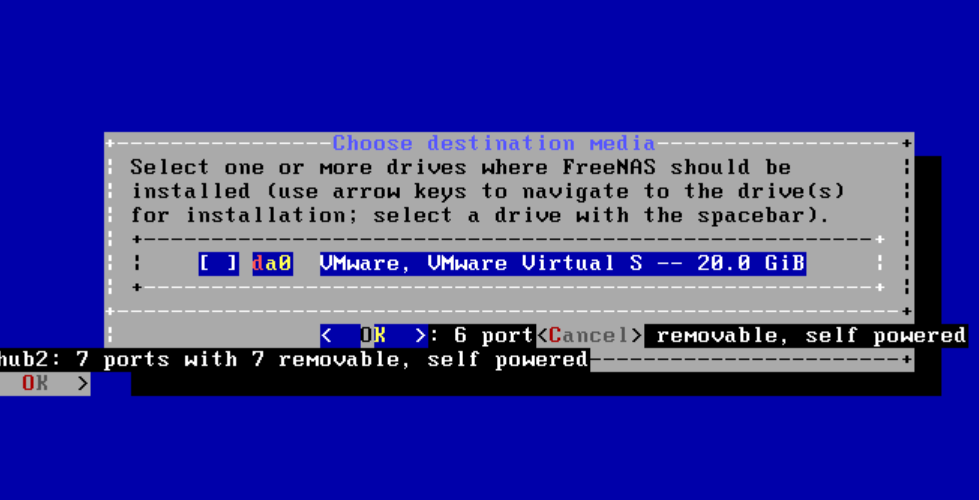 Choose destination media
Select one or more drives where FreeNAS should be
installed (use arrow keys to navigate to the drive(s)
for installation; select a drive with the spacebar).
[ ] da0 VMware, VMware Virtual S -- 20.0 GiB
< OK >: 6 port<Cancel> removable, self powered
hub2: 7 ports with 7 removable, self powered
OK >